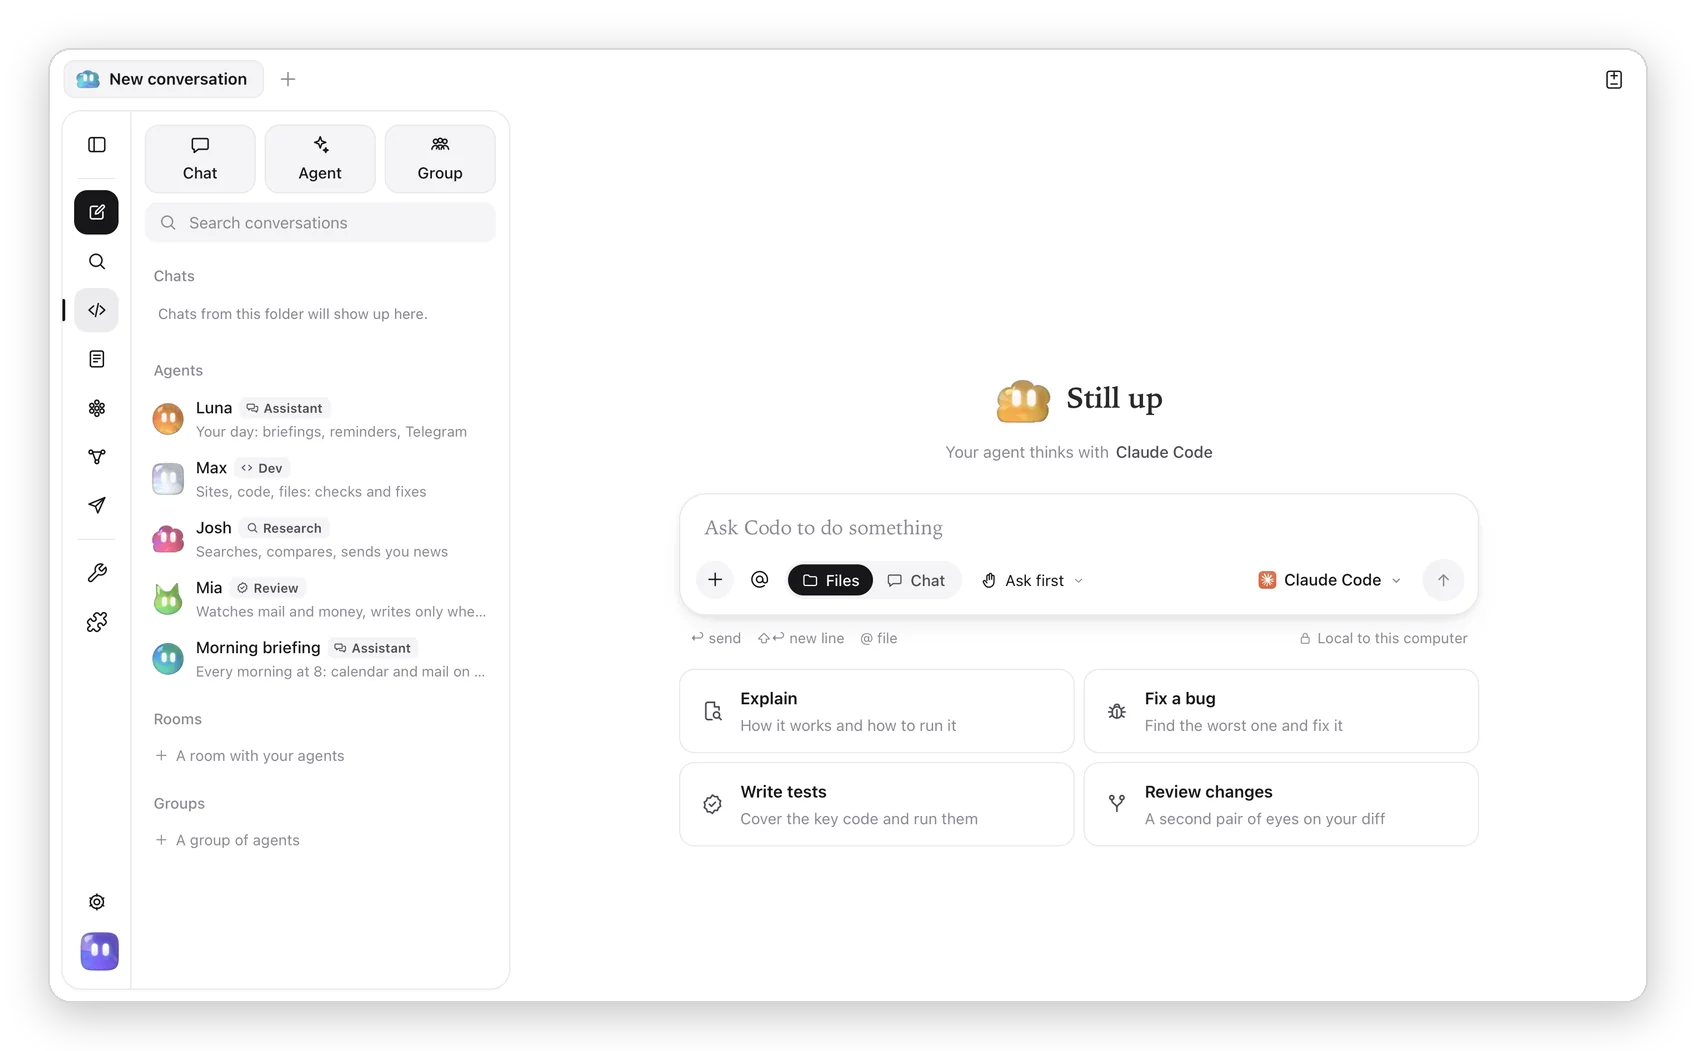 New conversation
Chat
Agent
Group
Search conversations
Chats
Chats from this folder will show up here.
Agents
Luna Assistant
Your day: briefings, reminders, Telegram
Max Dev
Sites, code, files: checks and fixes
Josh Research
Searches, compares, sends you news
Mia Review
Watches mail and money, writes only whe...
Morning briefing Assistant
Every morning at 8: calendar and mail on ...
Rooms
+ A room with your agents
Groups
+ A group of agents
Still up
Your agent thinks with Claude Code
Ask Codo to do something
Files
Chat
Ask first
Claude Code
send
new line
@ file
Local to this computer
Explain
How it works and how to run it
Fix a bug
Find the worst one and fix it
Write tests
Cover the key code and run them
Review changes
A second pair of eyes on your diff